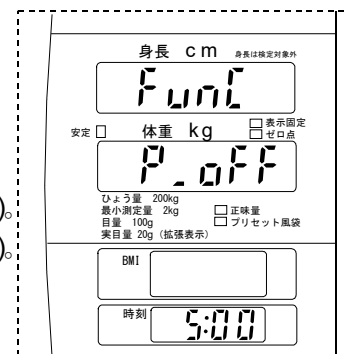 身長 cm 身長は検定対象外
FunC
安定 体重 kg 表示固定
ゼロ点
P_oFF
)。
)。
ひょう量 200kg
最小測定量 2kg 正味量
目量 100g プリセット風袋
実目量 20g (拡張表示)
BMI
時刻 5:00